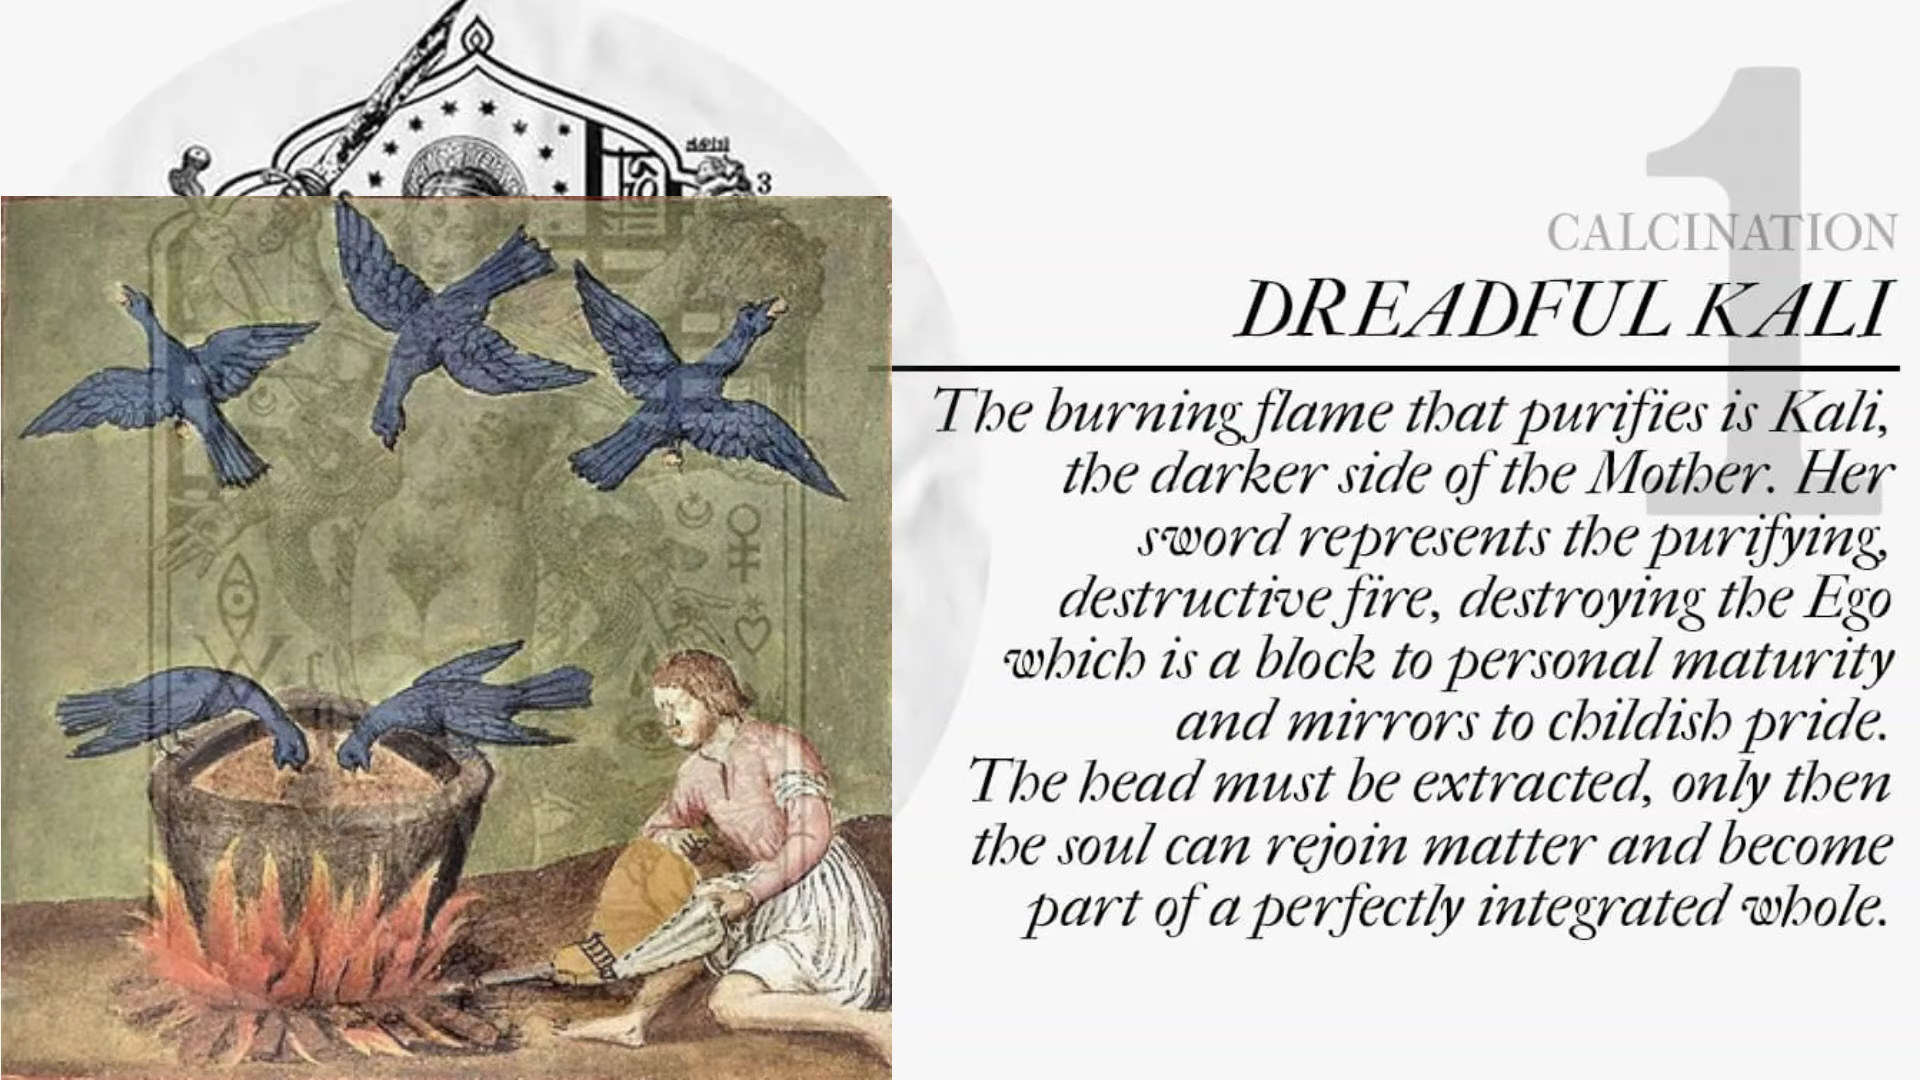 3
1
CALCINATION
DREADFUL KALI
The burning flame that purifies is Kali,
the darker side of the Mother. Her
sword represents the purifying,
destructive fire, destroying the Ego
which is a block to personal maturity
and mirrors to childish pride.
The head must be extracted, only then
the soul can rejoin matter and become
part of a perfectly integrated whole.